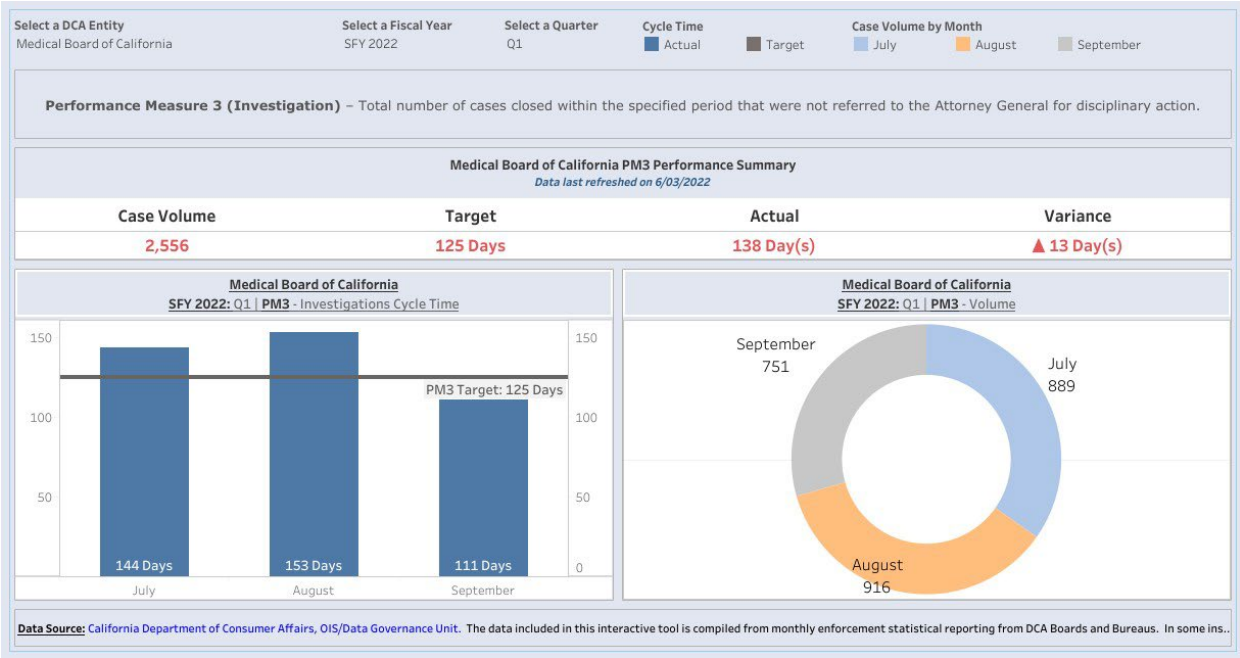 Select a DCA Entity
Medical Board of California
Select a Fiscal Year
SFY 2022
Select a Quarter
Q1
Cycle Time
Actual
Target
Case Volume by Month
July
August
September
Performance Measure 3 (Investigation) – Total number of cases closed within the specified period that were not referred to the Attorney General for disciplinary action.
Medical Board of California PM3 Performance Summary
Data last refreshed on 6/03/2022
Case Volume Target Actual Variance
2,556 125 Days 138 Day(s) ▲ 13 Day(s)
Medical Board of California
SFY 2022: Q1 | PM3 - Investigations Cycle Time
150 150
PM3 Target: 125 Days
100 100
50 50
0
144 Days 153 Days 111 Days
July August September
Medical Board of California
SFY 2022: Q1 | PM3 - Volume
September
751
July
889
August
916
Data Source: California Department of Consumer Affairs, OIS/Data Governance Unit. The data included in this interactive tool is compiled from monthly enforcement statistical reporting from DCA Boards and Bureaus. In some ins..